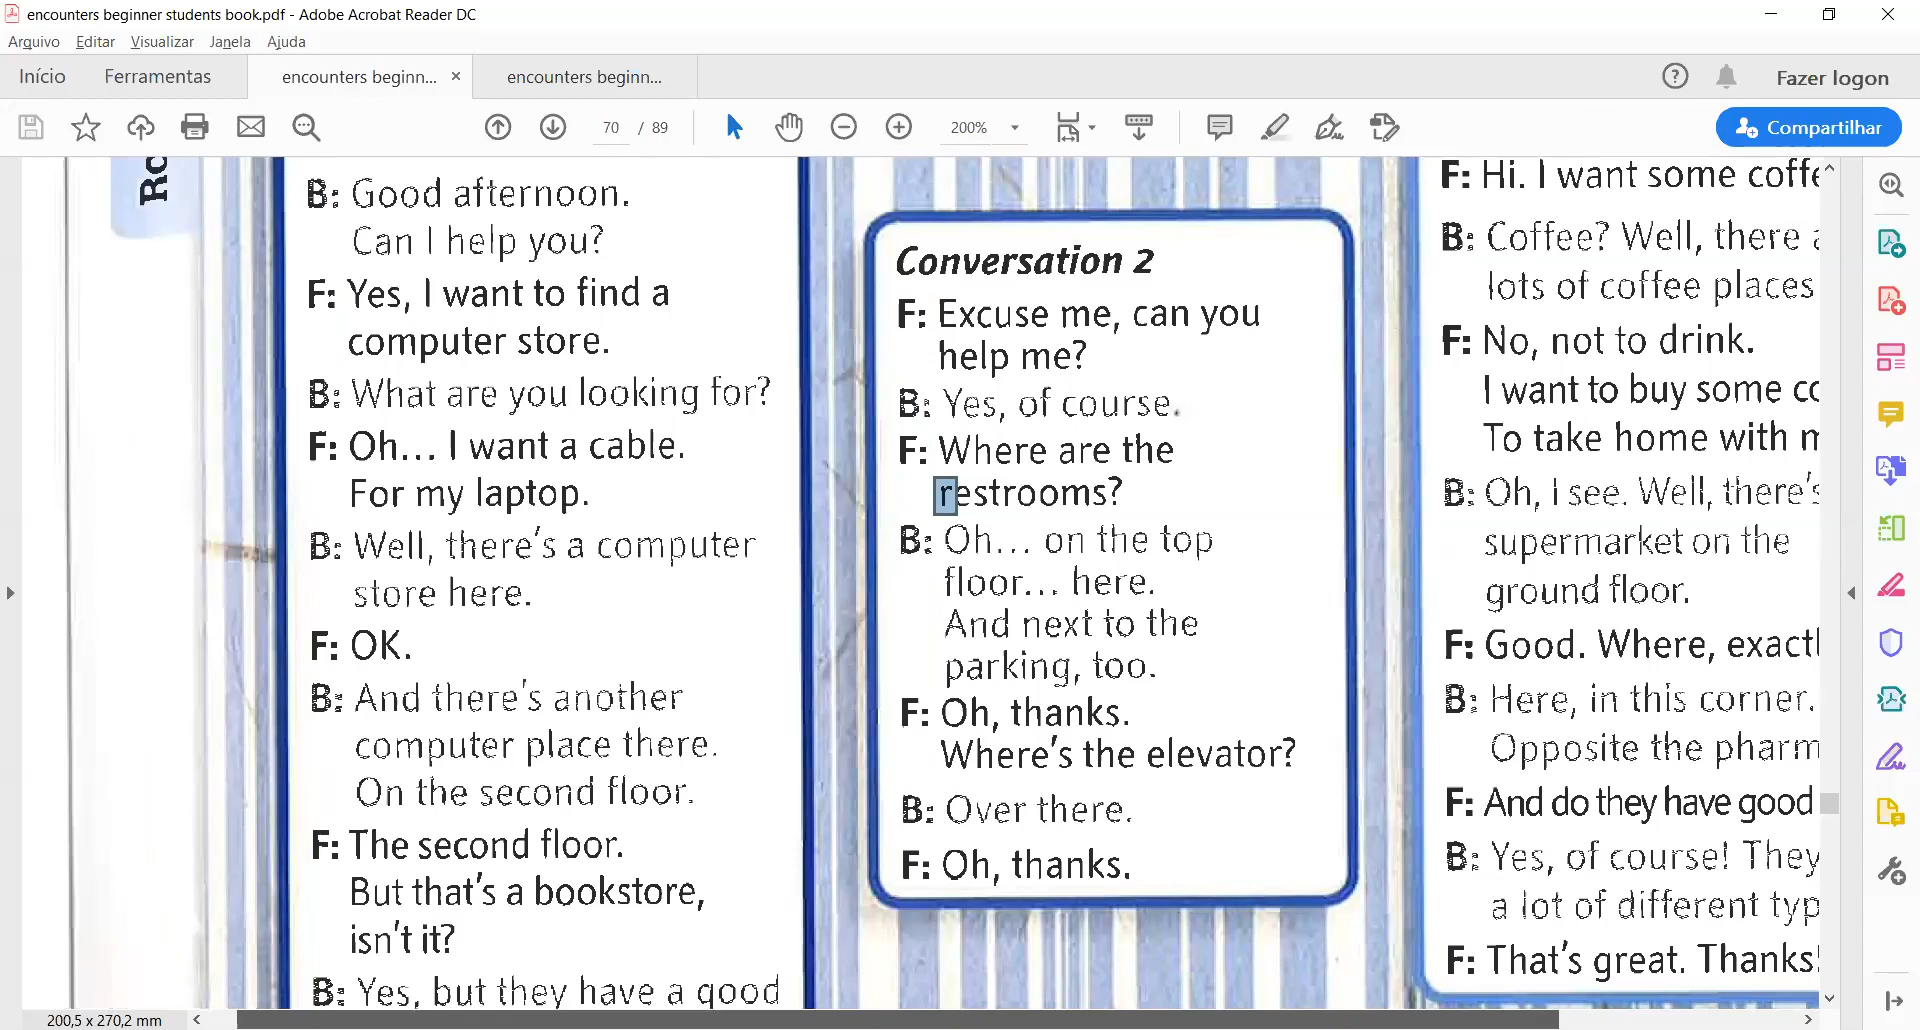 encounters beginner students book.pdf - Adobe Acrobat Reader DC
Arquivo Editar Visualizar Janela Ajuda
Início Ferramentas encounters beginn... × encounters beginn... Fazer logon
70 / 89 200% Compartilhar
B: Good afternoon.
Can I help you?
F: Yes, I want to find a
computer store.
B: What are you looking for?
F: Oh... I want a cable.
For my laptop.
B: Well, there's a computer
store here.
F: OK.
B: And there's another
computer place there.
On the second floor.
F: The second floor.
But that's a bookstore,
isn't it?
B: Yes, but they have a good
Conversation 2
F: Excuse me, can you
help me?
B: Yes, of course.
F: Where are the
restrooms?
B: Oh... on the top
floor... here.
And next to the
parking, too.
F: Oh, thanks.
Where's the elevator?
B: Over there.
F: Oh, thanks.
F: Hi. I want some coffe
B: Coffee? Well, there
lots of coffee places
F: No, not to drink.
I want to buy some co
To take home with
B: Oh, I see. Well, there's
supermarket on the
ground floor.
F: Good. Where, exactl
B: Here, in this corner.
Opposite the pharm
F: And do they have good
B: Yes, of course! They
a lot of different typ
F: That's great. Thanks!
200,5 x 270,2 mm